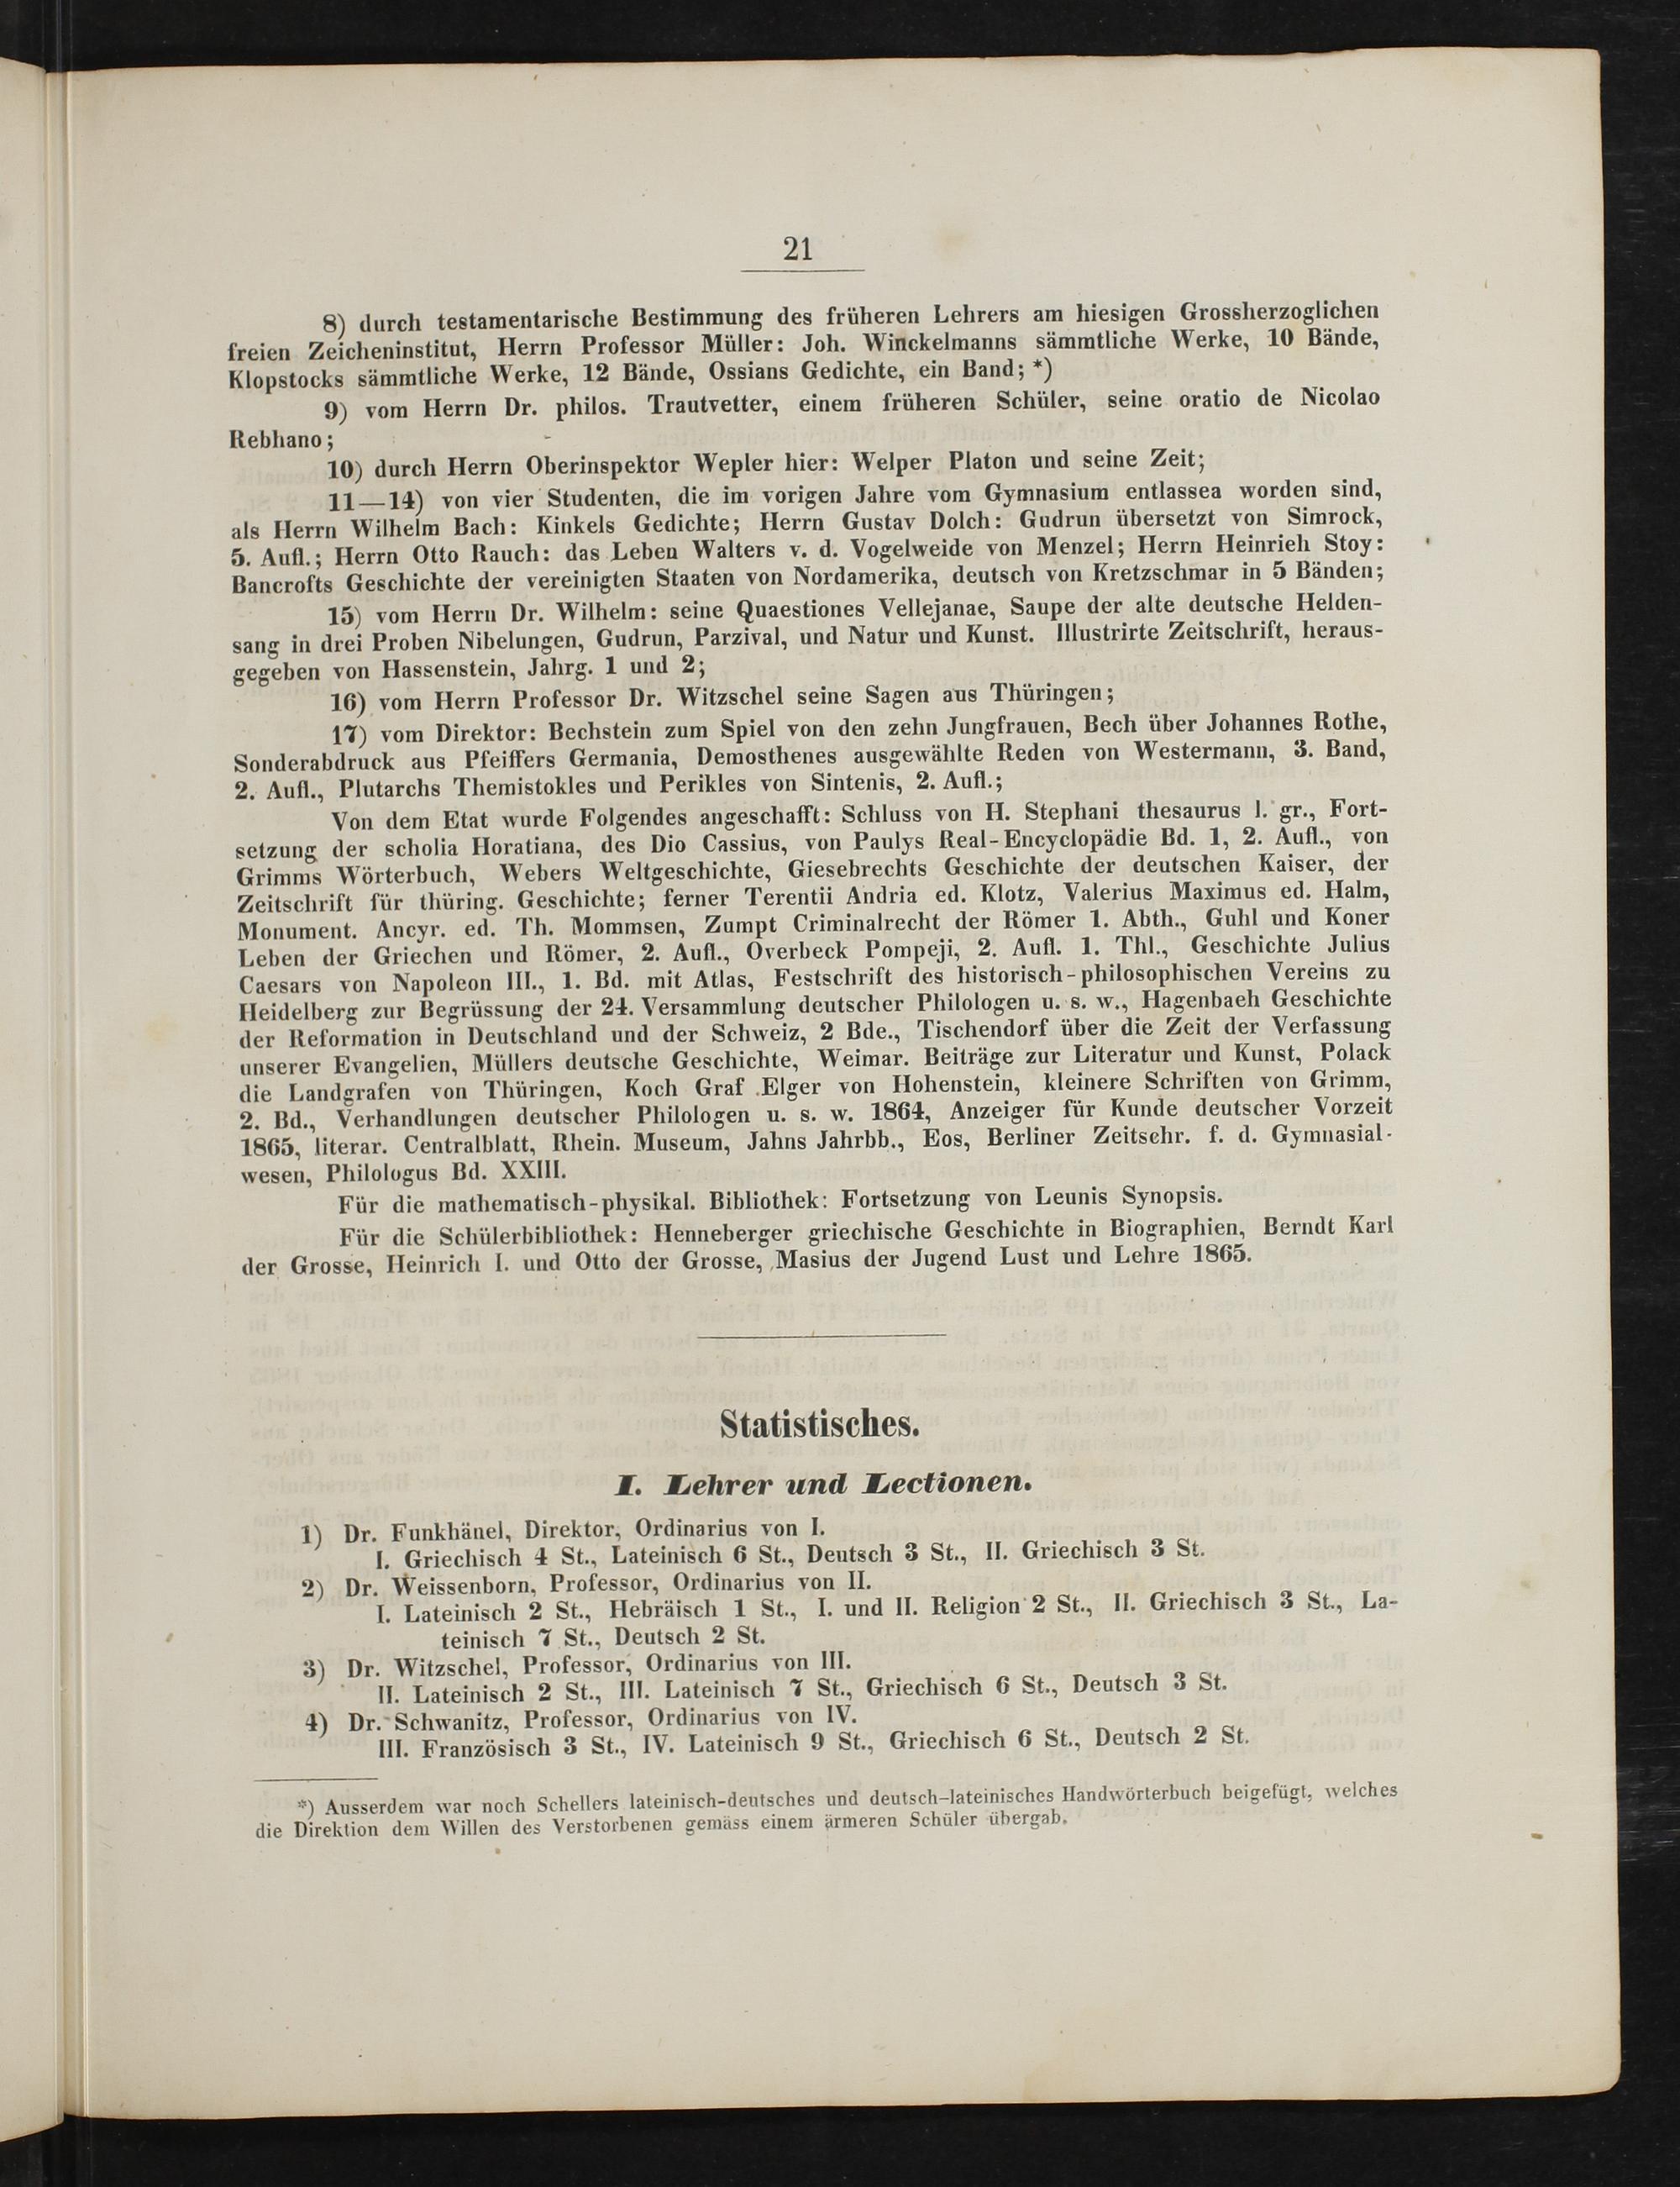 21
8) durch testamentarische Bestimmung des früheren Lehrers am hiesigen Grossherzoglichen
freien Zeicheninstitut, Herrn Professor Müller: Joh. Winckelmanns sämmtliche Werke, 10 Bände,
Klopstocks sämmtliche Werke, 12 Bände, Ossians Gedichte, ein Band; *)
9) vom Herrn Dr. philos. Trautvetter, einem früheren Schüler, seine oratio de Nicolao
Rebhano;
10) durch Herrn Oberinspektor Wepler hier: Welper Platon und seine Zeit;
11—14) von vier Studenten, die im vorigen Jahre vom Gymnasium entlassea worden sind,
als Herrn Wilhelm Bach: Kinkels Gedichte; Herrn Gustav Dolch: Gudrun übersetzt von Simrock,
5. Aufl.; Herrn Otto Rauch: das Leben Walters v. d. Vogelweide von Menzel; Herrn Heinrieh Stoy:
Bancrofts Geschichte der vereinigten Staaten von Nordamerika, deutsch von Kretzschmar in 5 Bänden;
15) vom Herrn Dr. Wilhelm: seine Quaestiones Vellejanae, Saupe der alte deutsche Helden-
sang in drei Proben Nibelungen, Gudrun, Parzival, und Natur und Kunst. Illustrirte Zeitschrift, heraus-
gegeben von Hassenstein, Jahrg. 1 und 2;
16) vom Herrn Professor Dr. Witzschel seine Sagen aus Thüringen;
17) vom Direktor: Bechstein zum Spiel von den zehn Jungfrauen, Bech über Johannes Rothe,
Sonderabdruck aus Pfeiffers Germania, Demosthenes ausgewählte Reden von Westermann, 3. Band,
2. Aufl., Plutarchs Themistokles und Perikles von Sintenis, 2. Aufl.;
Von dem Etat wurde Folgendes angeschafft: Schluss von H. Stephani thesaurus l. gr., Fort-
setzung der scholia Horatiana, des Dio Cassius, von Paulys Real-Encyclopädie Bd. 1, 2. Aufl., von
Grimms Wörterbuch, Webers Weltgeschichte, Giesebrechts Geschichte der deutschen Kaiser, der
Zeitschrift für thüring. Geschichte; ferner Terentii Andria ed. Klotz, Valerius Maximus ed. Halm,
Monument. Ancyr. ed. Th. Mommsen, Zumpt Criminalrecht der Römer 1. Abth., Guhl und Koner
Leben der Griechen und Römer, 2. Aufl., Overbeck Pompeji, 2. Aufl. 1. Thl., Geschichte Julius
Caesars von Napoleon III., 1. Bd. mit Atlas, Festschrift des historisch-philosophischen Vereins zu
Heidelberg zur Begrüssung der 24. Versammlung deutscher Philologen u. s. w., Hagenbaeh Geschichte
der Reformation in Deutschland und der Schweiz, 2 Bde., Tischendorf über die Zeit der Verfassung
unserer Evangelien, Müllers deutsche Geschichte, Weimar. Beiträge zur Literatur und Kunst, Polack
die Landgrafen von Thüringen, Koch Graf Elger von Hohenstein, kleinere Schriften von Grimm,
2. Bd., Verhandlungen deutscher Philologen u. s. w. 1864, Anzeiger für Kunde deutscher Vorzeit
1865, literar. Centralblatt, Rhein. Museum, Jahns Jahrbb., Eos, Berliner Zeitschr. f. d. Gymnasial-
wesen, Philologus Bd. XXIII.
Für die mathematisch-physikal. Bibliothek: Fortsetzung von Leunis Synopsis.
Für die Schülerbibliothek: Henneberger griechische Geschichte in Biographien, Berndt Karl
der Grosse, Heinrich I. und Otto der Grosse, Masius der Jugend Lust und Lehre 1865.
Statistisches.
I. Lehrer und Lectionen.
1) Dr. Funkhänel, Direktor, Ordinarius von I.
I. Griechisch 4 St., Lateinisch 6 St., Deutsch 3 St., II. Griechisch 3 St.
2) Dr. Weissenborn, Professor, Ordinarius von II.
I. Lateinisch 2 St., Hebräisch 1 St., I. und II. Religion 2 St., II. Griechisch 3 St., La-
teinisch 7 St., Deutsch 2 St.
3) Dr. Witzschel, Professor, Ordinarius von III.
II. Lateinisch 2 St., III. Lateinisch 7 St., Griechisch 6 St., Deutsch 3 St.
4) Dr. Schwanitz, Professor, Ordinarius von IV.
III. Französisch 3 St., IV. Lateinisch 9 St., Griechisch 6 St., Deutsch 2 St.
*) Ausserdem war noch Schellers lateinisch-deutsches und deutsch-lateinisches Handwörterbuch beigefügt, welches
die Direktion dem Willen des Verstorbenen gemäss einem ärmeren Schüler übergab.